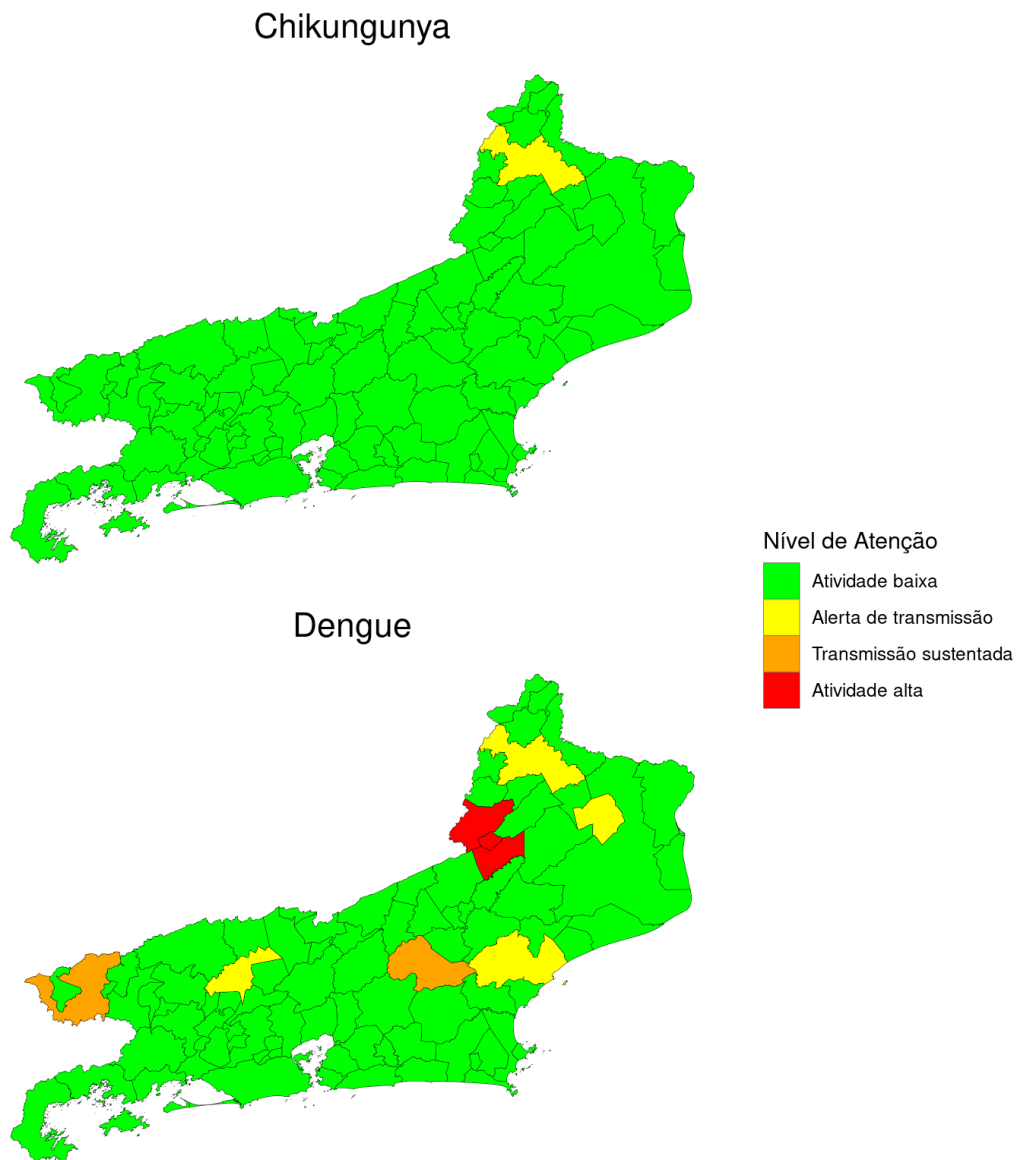 Chikungunya
Nível de Atenção
Atividade baixa
Alerta de transmissão
Transmissão sustentada
Atividade alta
Dengue